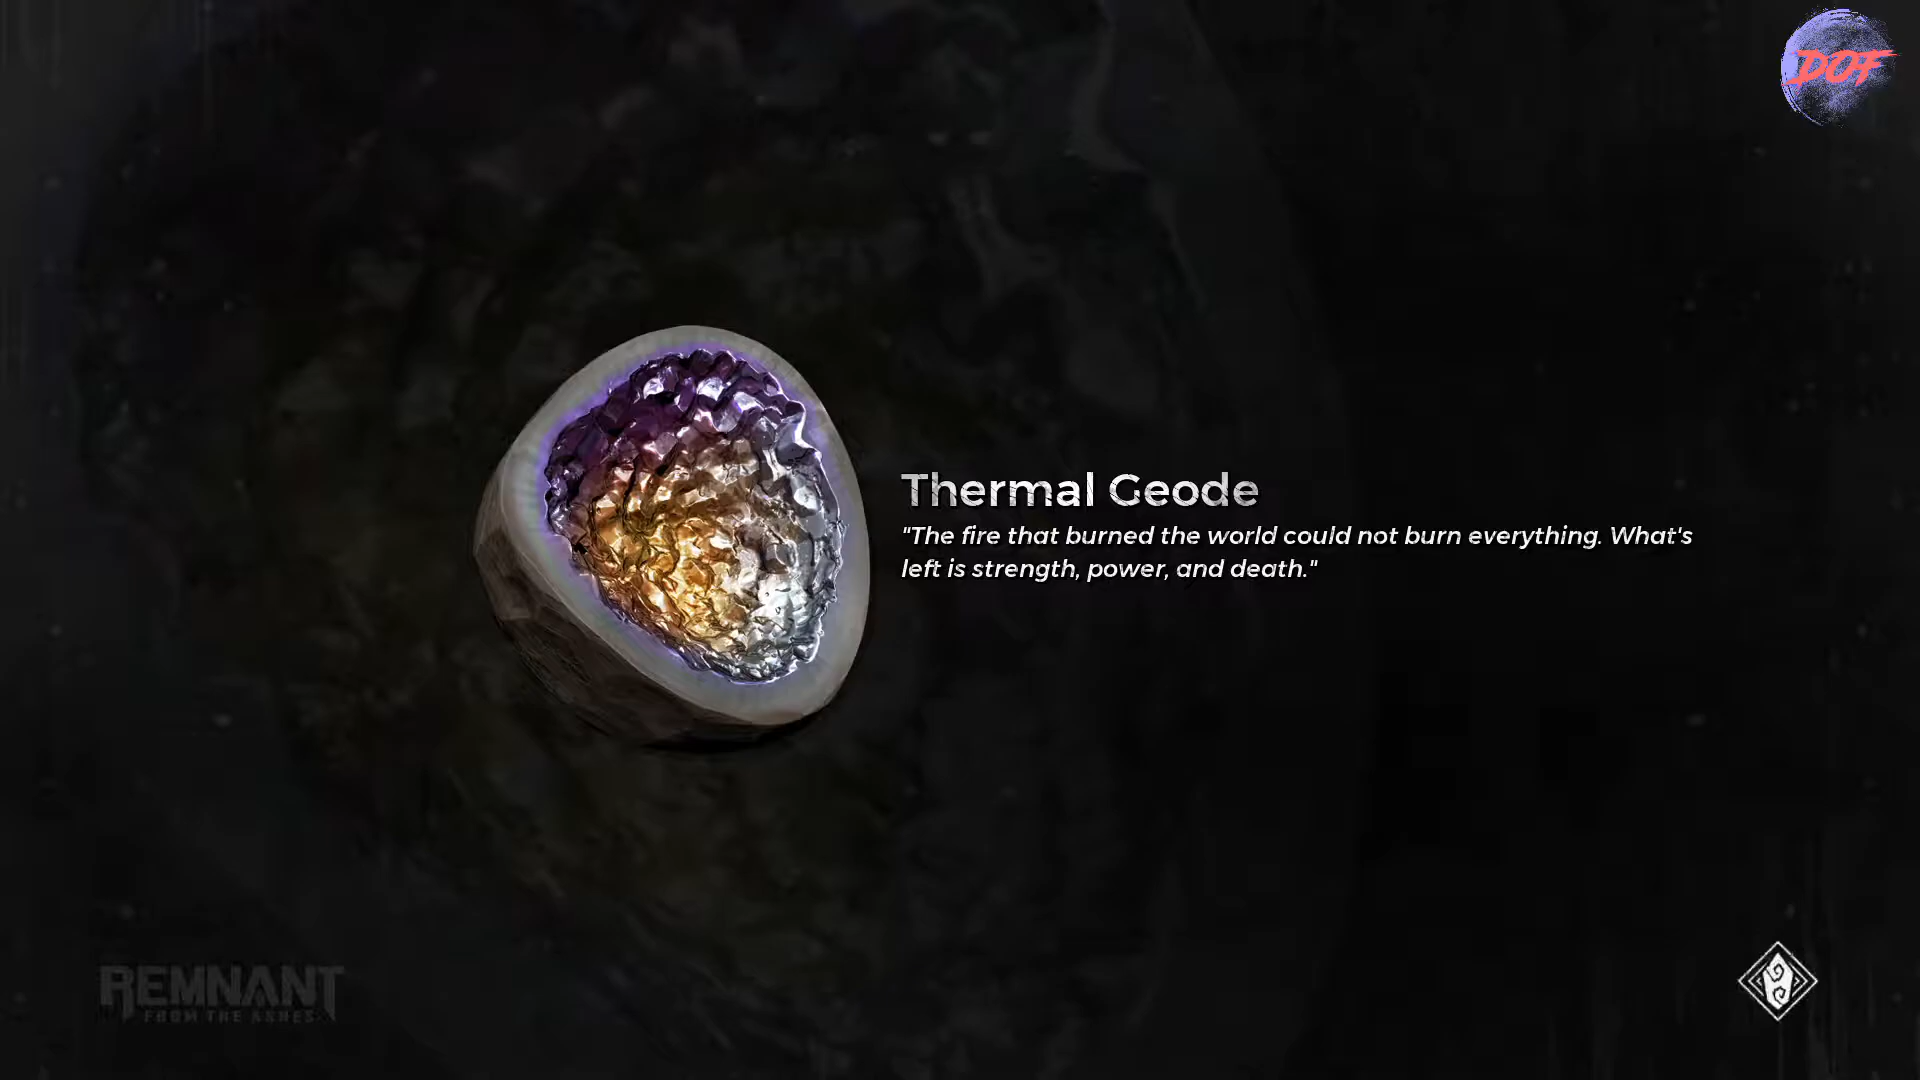 DOF
Thermal Geode
"The fire that burned the world could not burn everything. What's
left is strength, power, and death."
REMNANT
FROM THE ASHES